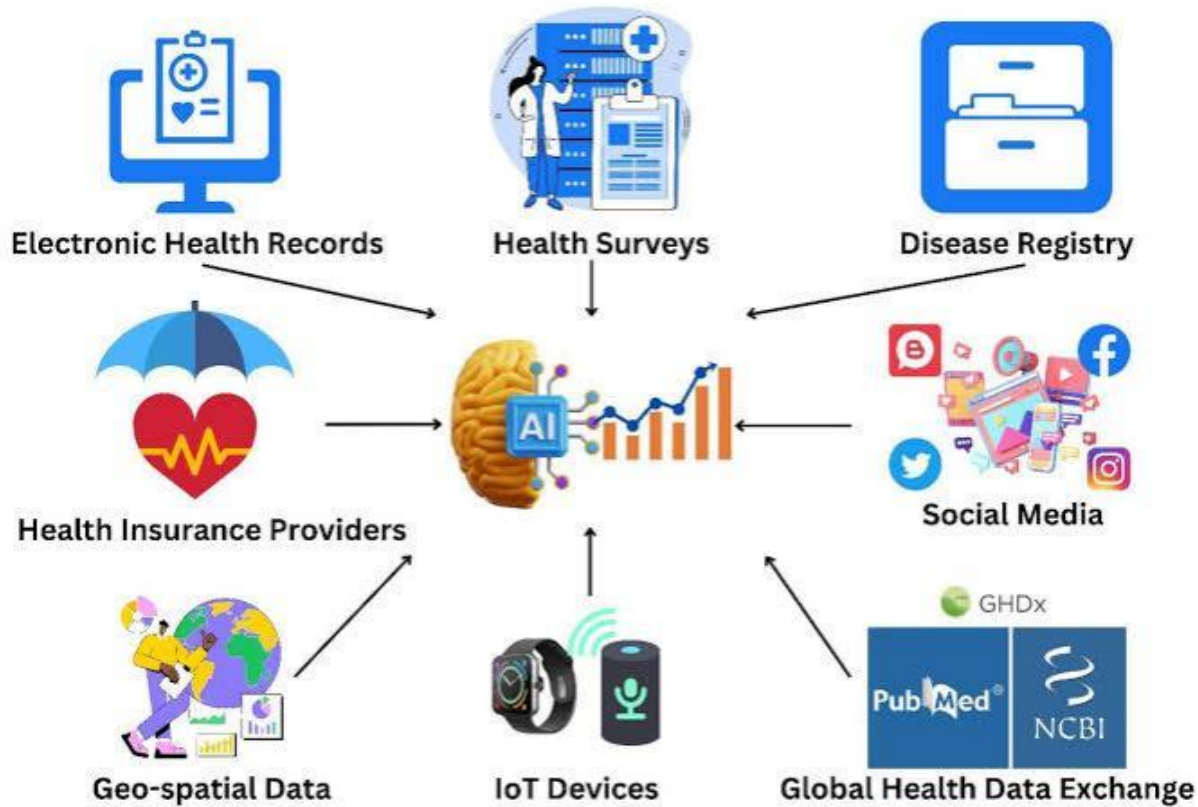 Electronic Health Records
Health Surveys
Disease Registry
AI
Health Insurance Providers
Social Media
GHDx
PubMed®
NCBI
Geo-spatial Data
IoT Devices
Global Health Data Exchange